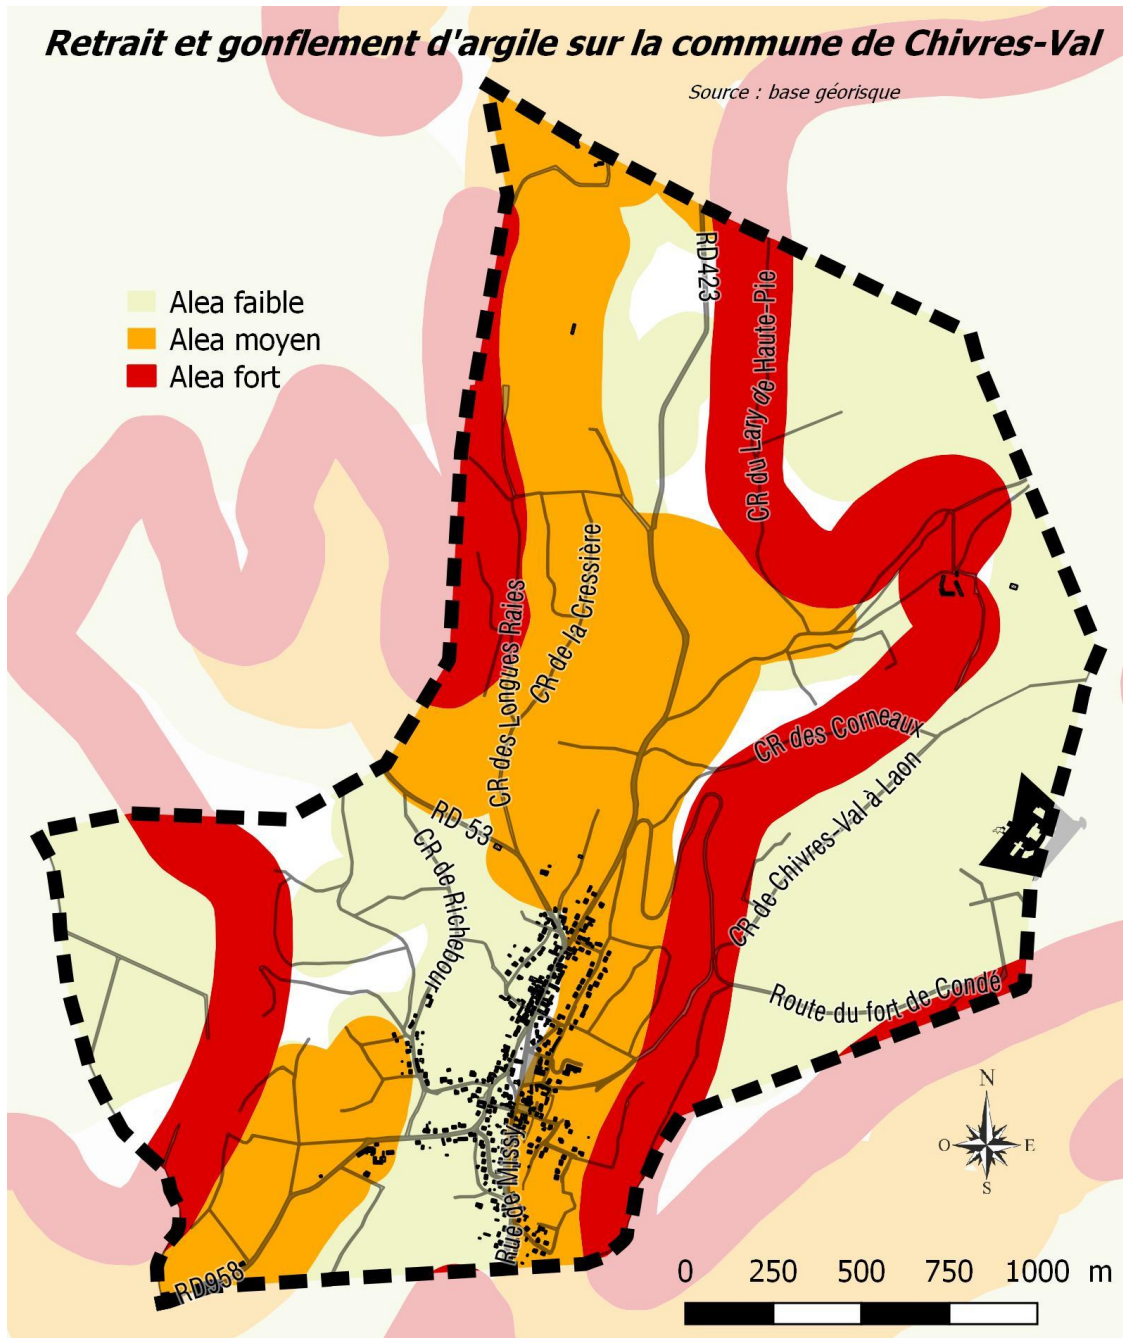 Retrait et gonflement d'argile sur la commune de Chivres-Val
Source : base géorisque
RD423
Alea faible
Alea moyen
Alea fort
CR du Lary de Haute-Pie
CR des Longues Raies
CR de la Cressière
CR des Corneaux
RD 53
CR de Richebout
Inoqe
CR de Chivres-Val à Laon
Route du fort de Condé
Rue de Missy
RD958
N
O
E
S
0 250 500 750 1000 m